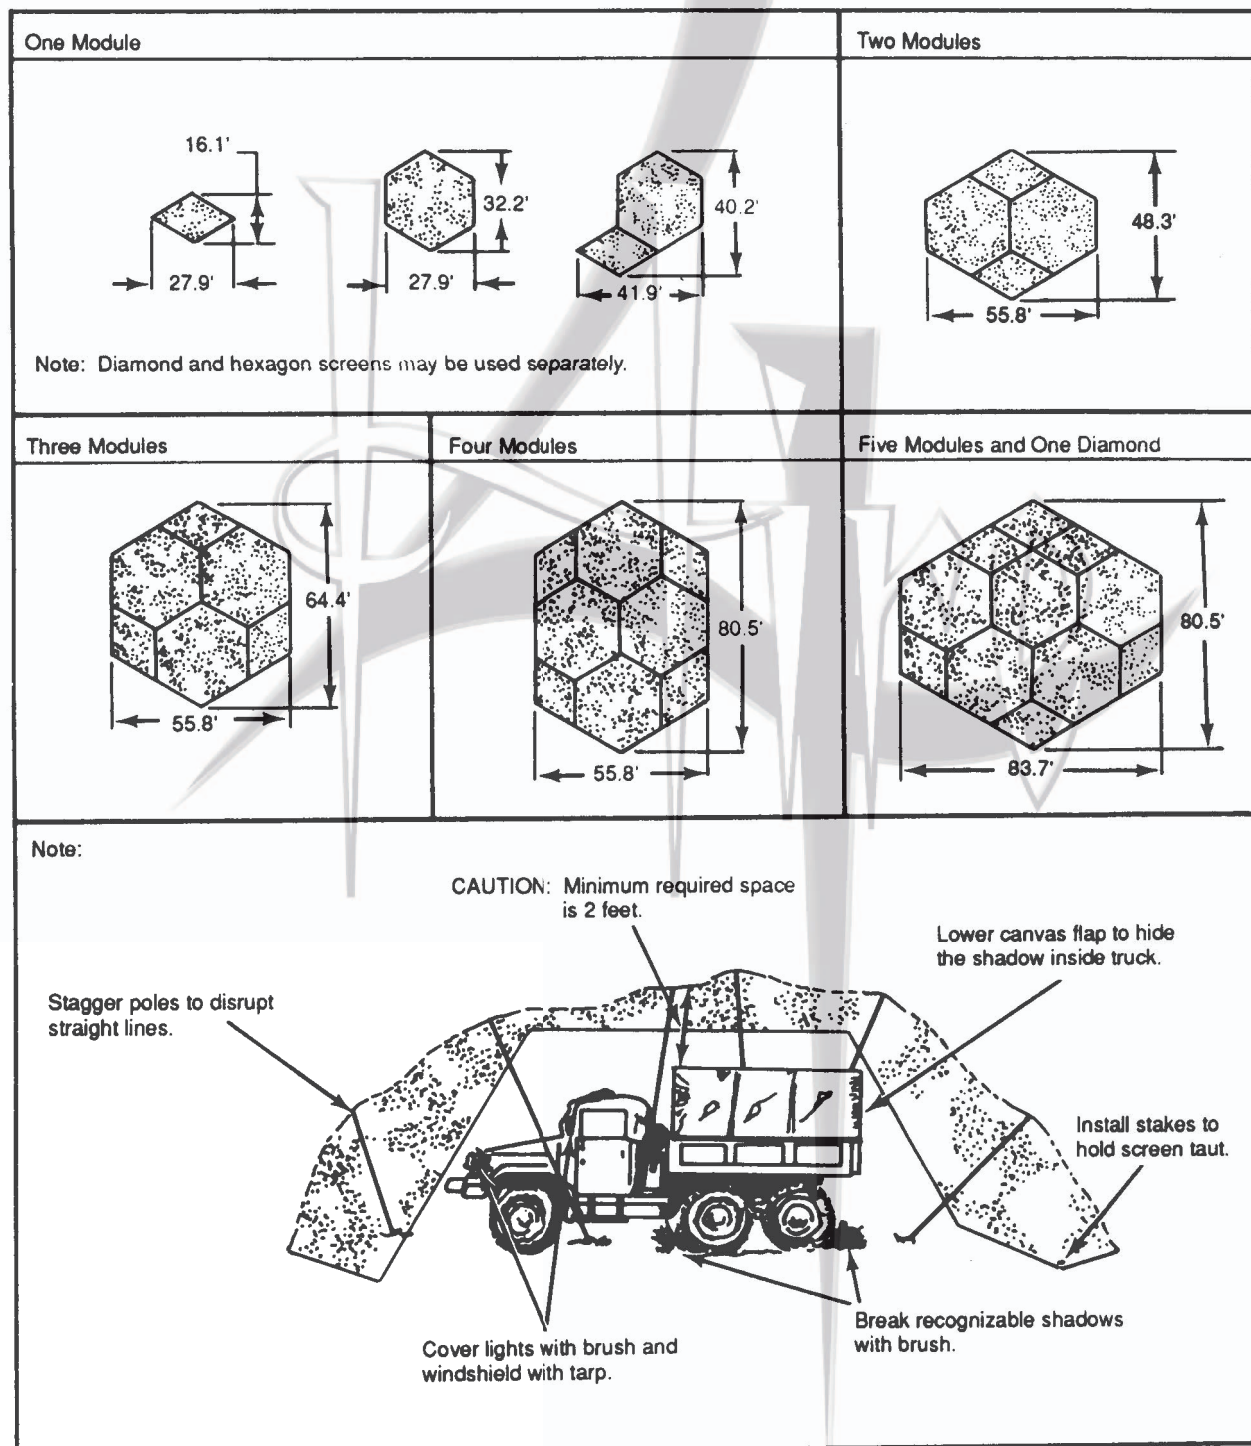 One Module
Two Modules
16.1'
27.9'
32.2'
27.9'
40.2'
41.9'
48.3'
55.8'
Note: Diamond and hexagon screens may be used separately.
Three Modules
Four Modules
Five Modules and One Diamond
64.4'
55.8'
80.5'
55.8'
80.5'
83.7'
Note:
CAUTION: Minimum required space
is 2 feet.
Lower canvas flap to hide
the shadow inside truck.
Stagger poles to disrupt
straight lines.
Install stakes to
hold screen taut.
Break recognizable shadows
with brush.
Cover lights with brush and
windshield with tarp.